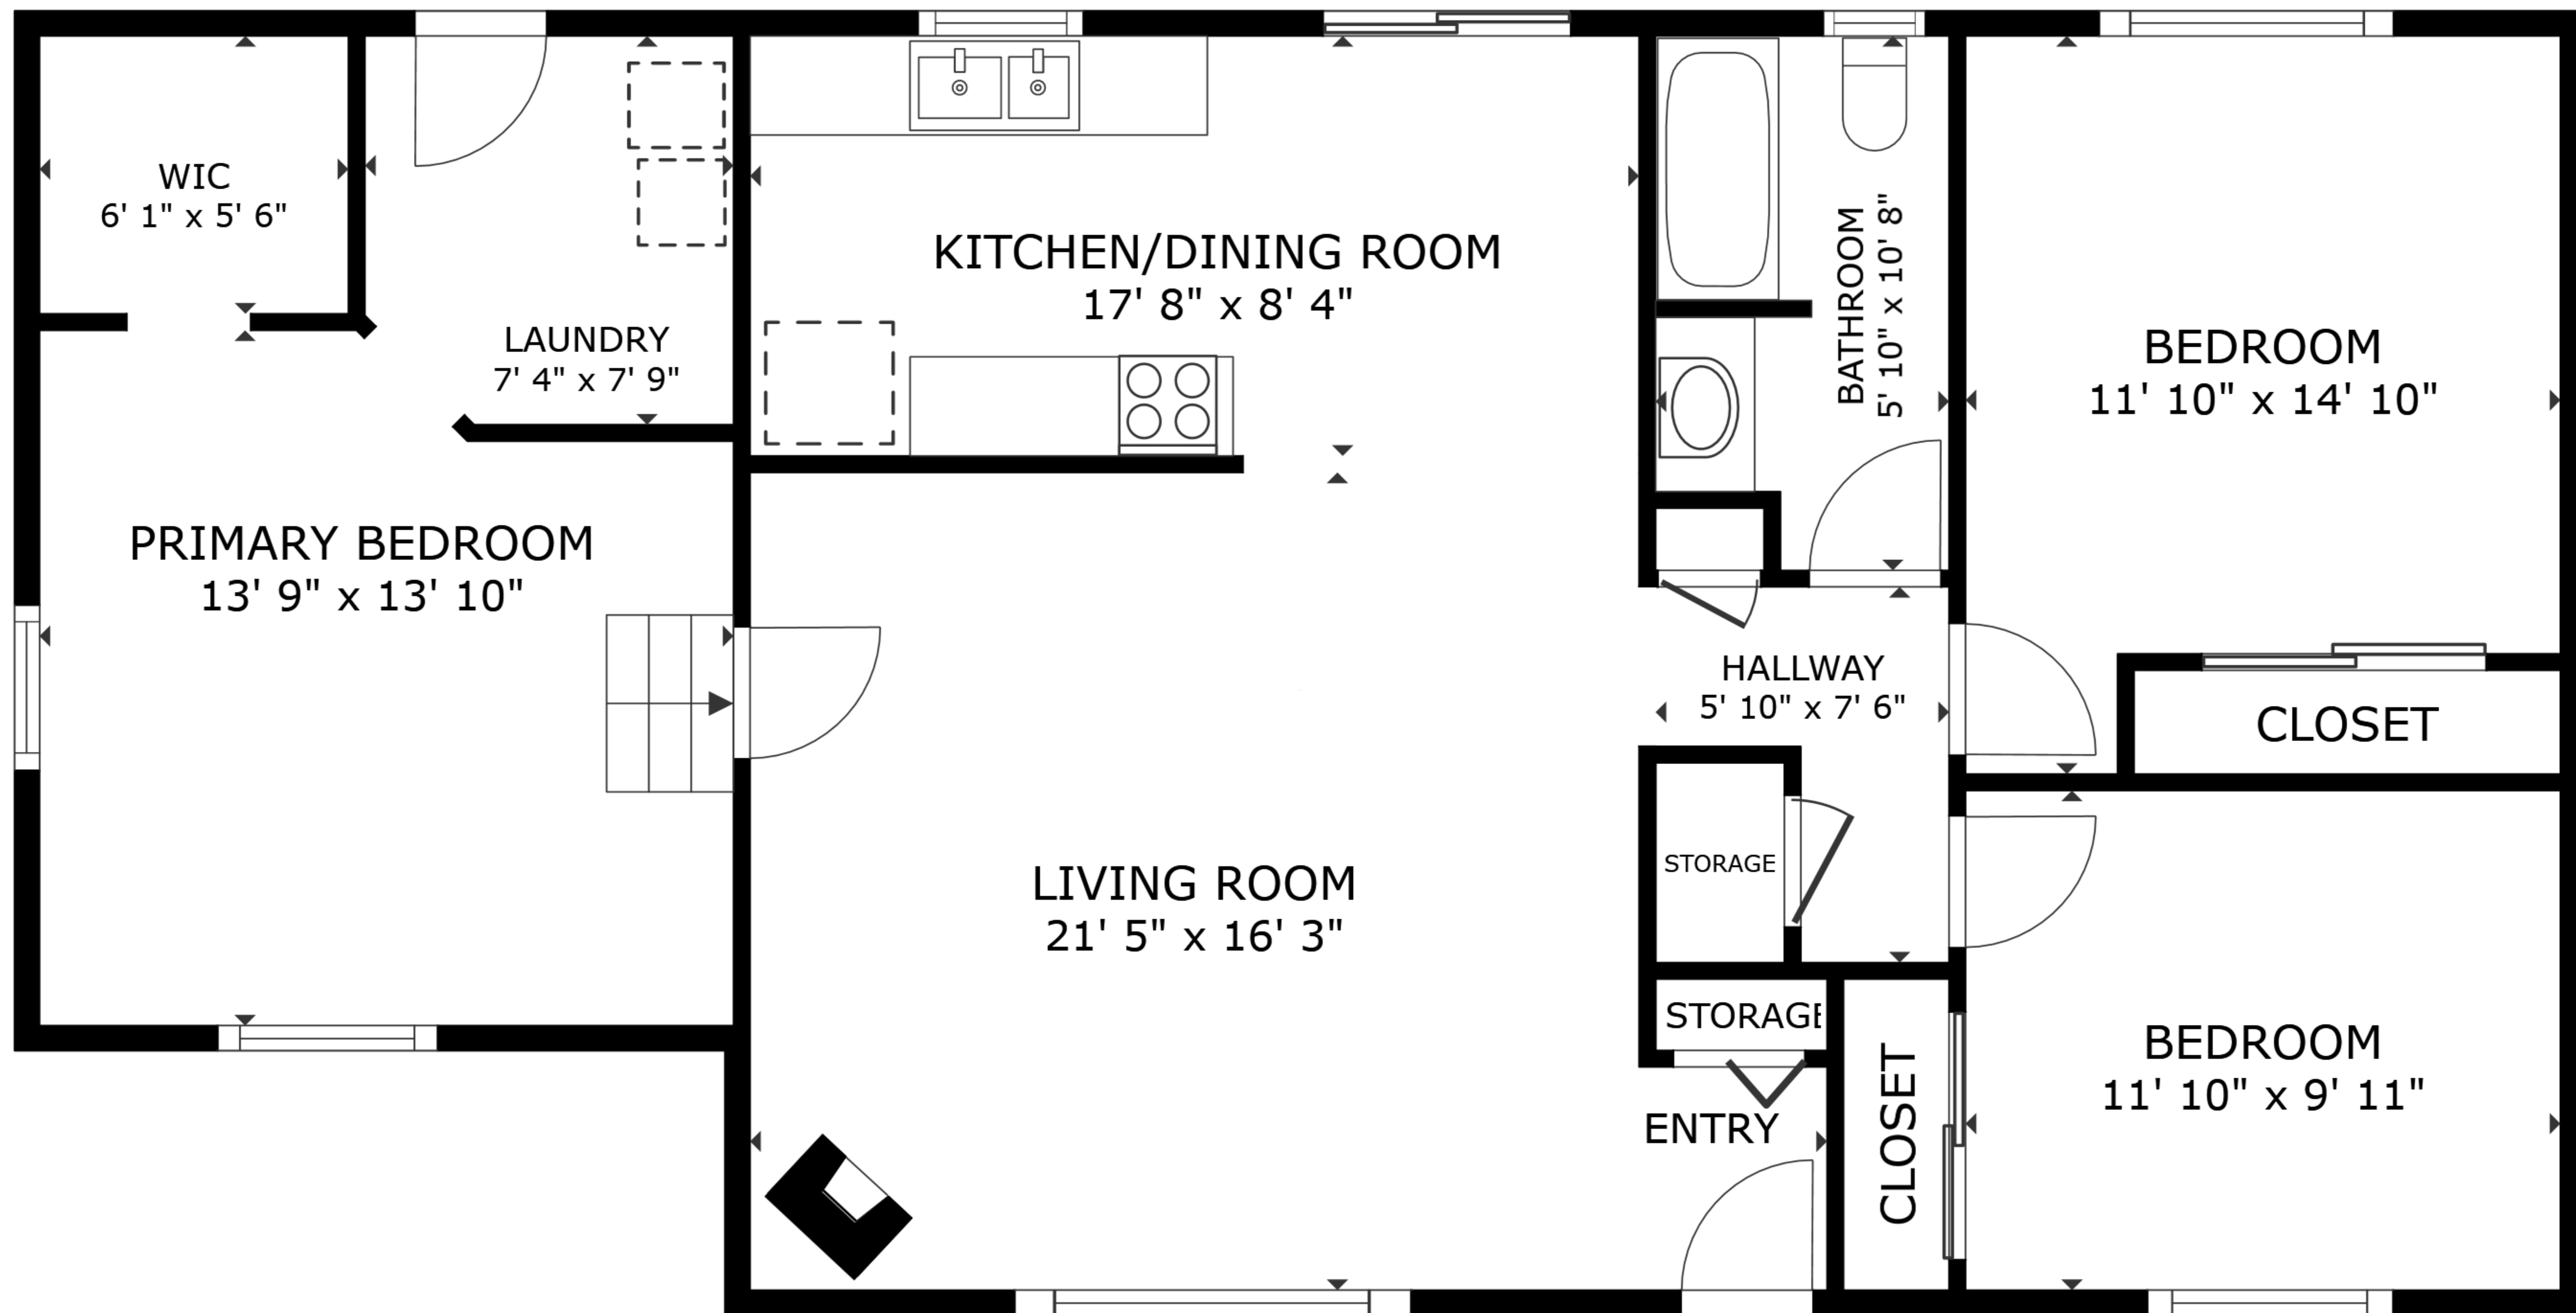 WIC
6' 1" x 5' 6"
LAUNDRY
7' 4" x 7' 9"
KITCHEN/DINING ROOM
17' 8" x 8' 4"
BATHROOM
5' 10" x 10' 8"
BEDROOM
11' 10" x 14' 10"
PRIMARY BEDROOM
13' 9" x 13' 10"
HALLWAY
5' 10" x 7' 6"
CLOSET
LIVING ROOM
21' 5" x 16' 3"
STORAGE
STORAGE
ENTRY
CLOSET
BEDROOM
11' 10" x 9' 11"